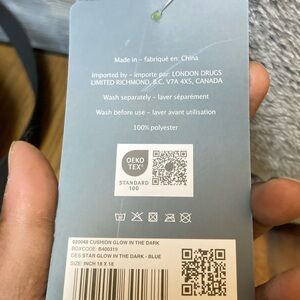 Made in – fabriqué en: China
Imported by – importe par: LONDON DRUGS
LIMITED RICHMOND, B.C. V7A 4X5, CANADA
Wash separately – laver séparément
Wash before use – laver avant utilisation
100% polyester
OEKO
TEX®
STANDARD
100
020048 CUSHION GLOW IN THE DARK
BOXCODE: B400319
DES:STAR GLOW IN THE DARK - BLUE
SIZE: INCH 18 X 18